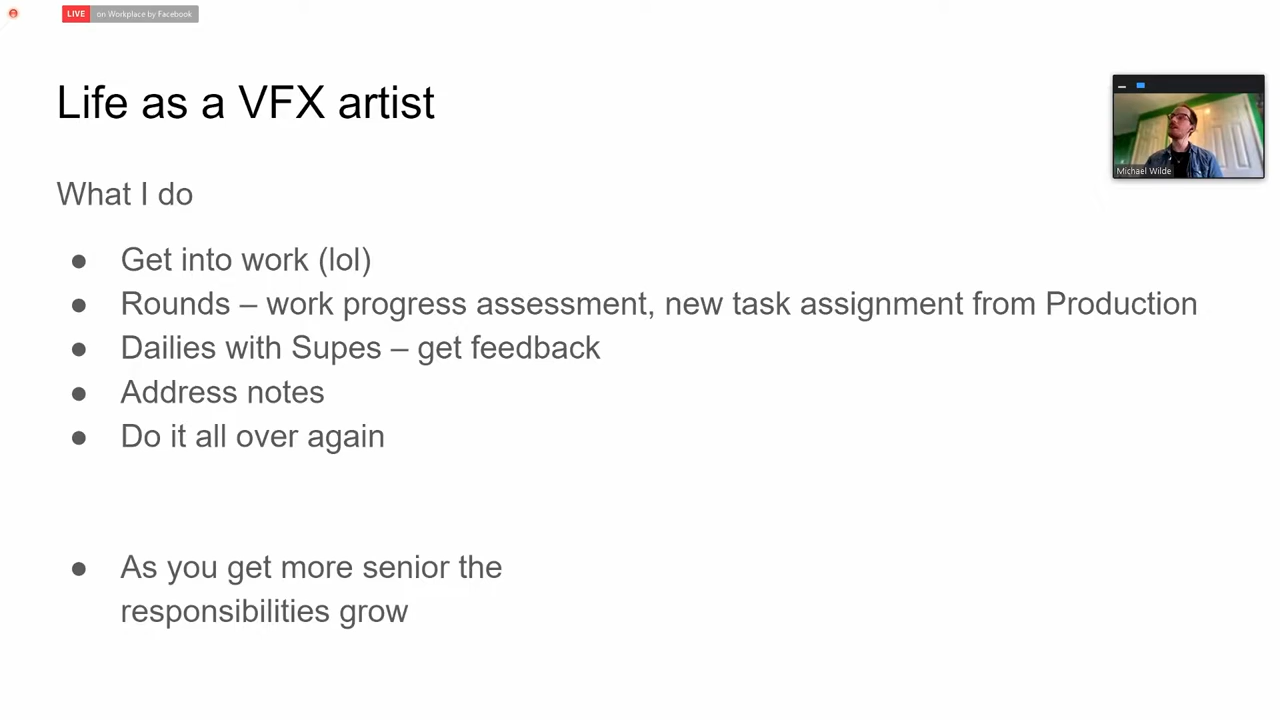 LIVE on Workplace by Facebook
Life as a VFX artist
Michael Wilde
What I do
● Get into work (lol)
● Rounds – work progress assessment, new task assignment from Production
● Dailies with Supes – get feedback
● Address notes
● Do it all over again
● As you get more senior the
responsibilities grow